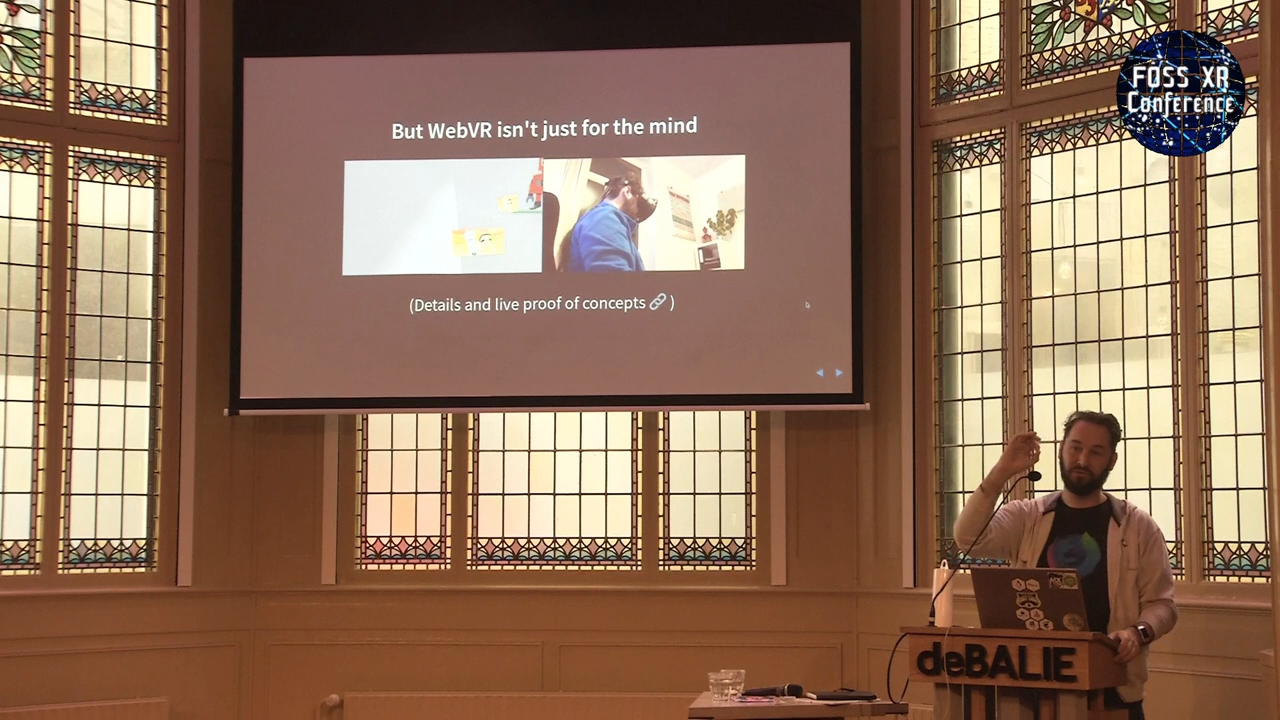 But WebVR isn't just for the mind
(Details and live proof of concepts 🔗 )
FOSS XR
Conference
deBALIE